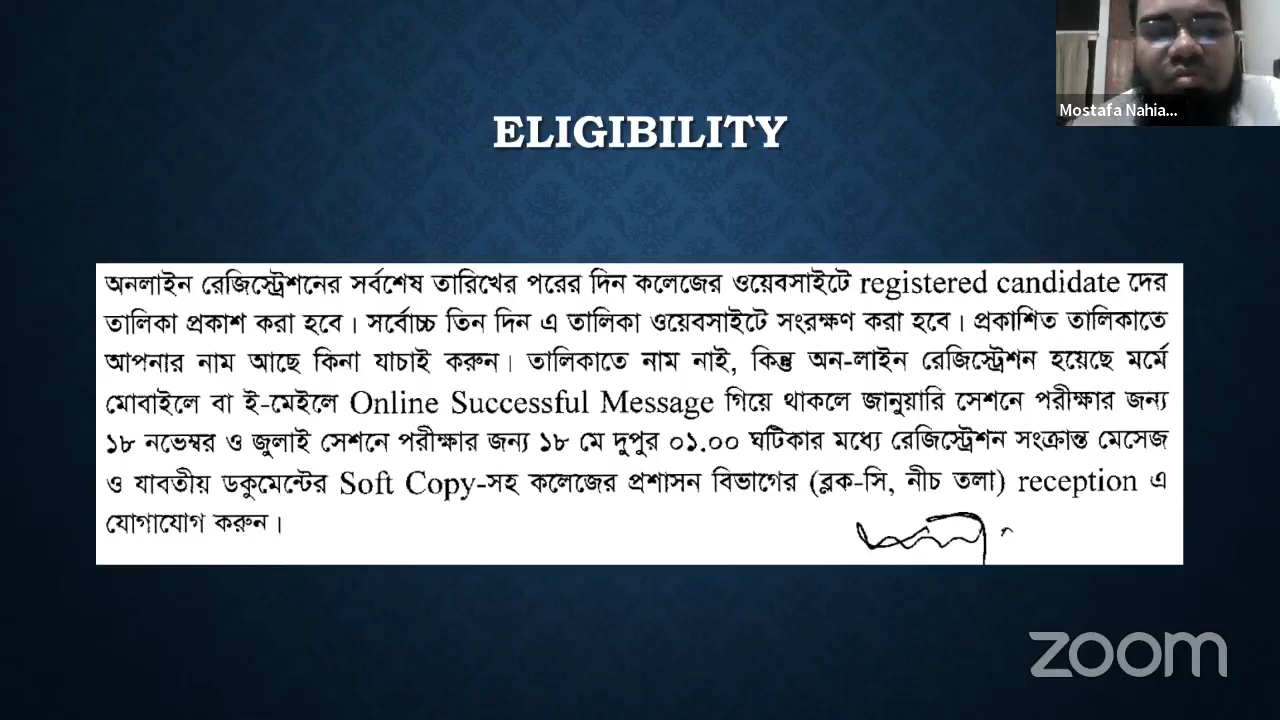 Mostafa Nahia...
ELIGIBILITY
অনলাইন রেজিস্ট্রেশনের সর্বশেষ তারিখের পরের দিন কলেজের ওয়েবসাইটে registered candidate দের
তালিকা প্রকাশ করা হবে। সর্বোচ্চ তিন দিন এ তালিকা ওয়েবসাইটে সংরক্ষণ করা হবে। প্রকাশিত তালিকাতে
আপনার নাম আছে কিনা যাচাই করুন। তালিকাতে নাম নাই, কিন্তু অন-লাইন রেজিস্ট্রেশন হয়েছে মর্মে
মোবাইলে বা ই-মেইলে Online Successful Message গিয়ে থাকলে জানুয়ারি সেশনে পরীক্ষার জন্য
১৮ নভেম্বর ও জুলাই সেশনে পরীক্ষার জন্য ১৮ মে দুপুর ০১.০০ ঘটিকার মধ্যে রেজিস্ট্রেশন সংক্রান্ত মেসেজ
ও যাবতীয় ডকুমেন্টের Soft Copy-সহ কলেজের প্রশাসন বিভাগের (ব্লক-সি, নীচ তলা) reception এ
যোগাযোগ করুন।
zoom